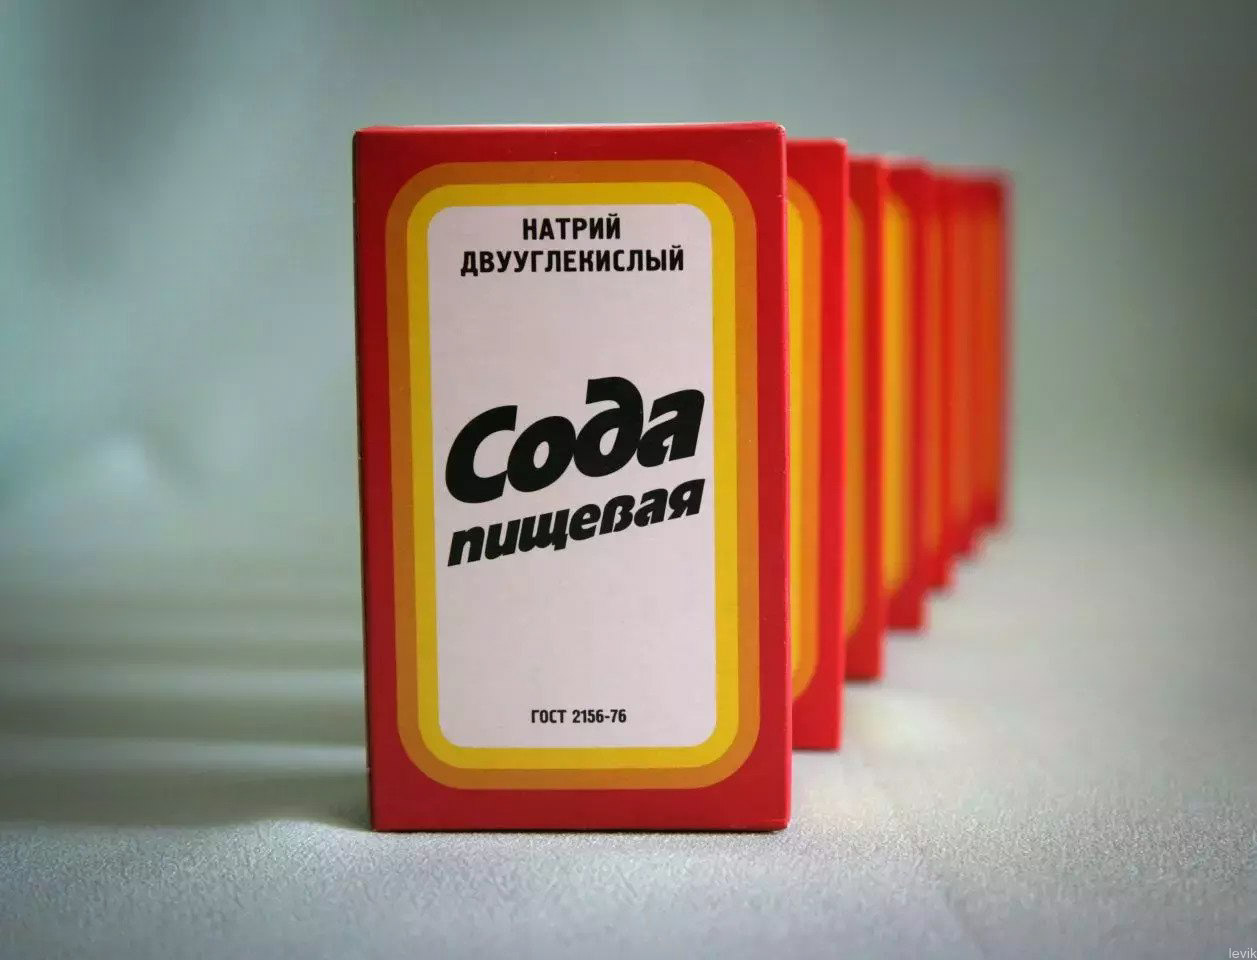 НАТРИЙ
ДВУУГЛЕКИСЛЫЙ
Сода
пищевая
ГОСТ 2156-76
levik